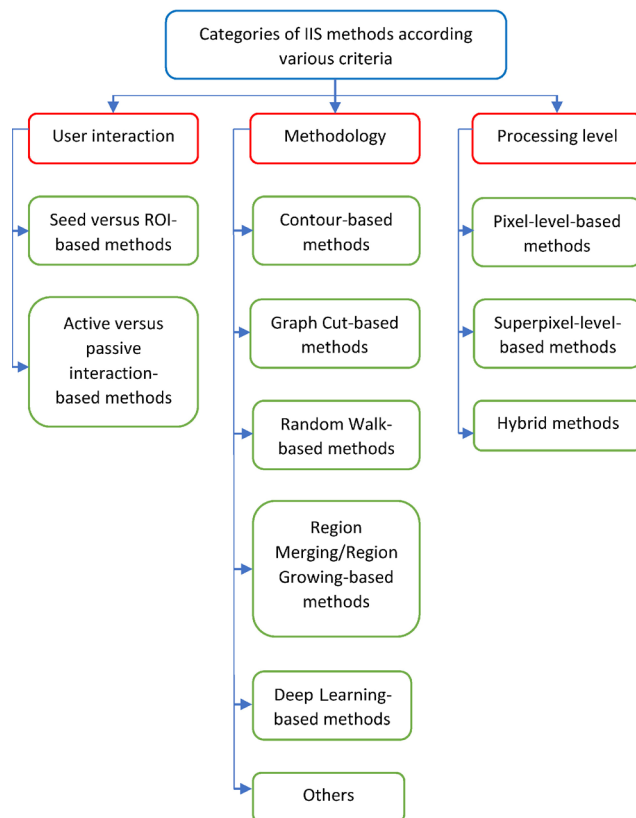 Categories of IIS methods according
various criteria
User interaction
Seed versus ROI-
based methods
Active versus
passive
interaction-
based methods
Methodology
Contour-based
methods
Graph Cut-based
methods
Random Walk-
based methods
Region
Merging/Region
Growing-based
methods
Deep Learning-
based methods
Others
Processing level
Pixel-level-based
methods
Superpixel-level-
based methods
Hybrid methods